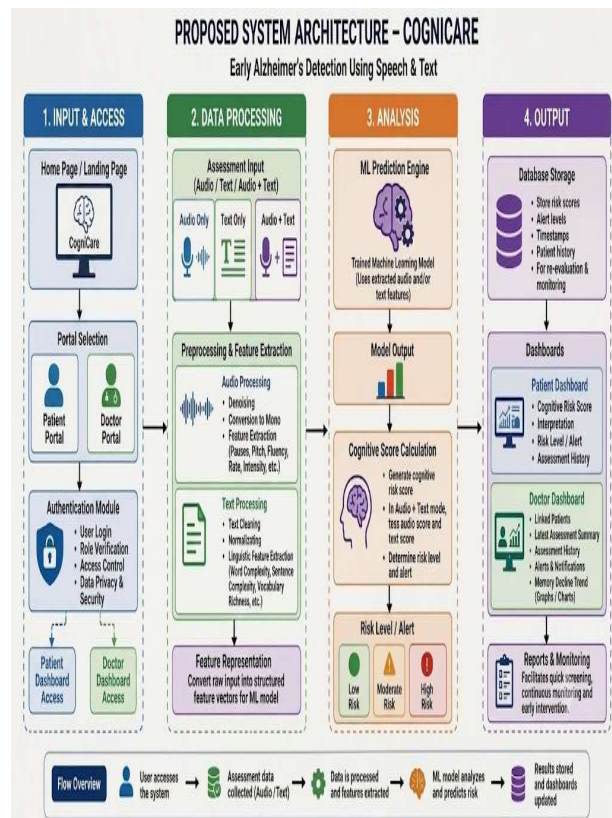 PROPOSED SYSTEM ARCHITECTURE – COGNICARE
Early Alzheimer's Detection Using Speech & Text
1. INPUT & ACCESS
Home Page / Landing Page
CogniCare
Portal Selection
Patient
Portal
Doctor
Portal
Authentication Module
• User Login
• Role Verification
• Access Control
• Data Privacy &
Security
Patient
Dashboard
Access
Doctor
Dashboard
Access
2. DATA PROCESSING
Assessment Input
(Audio / Text / Audio + Text)
Audio Only
Text Only
Audio + Text
T
+
Preprocessing & Feature Extraction
Audio Processing
• Denoising
• Conversion to Mono
• Feature Extraction
(Pauses, Pitch, Fluency,
Rate, Intensity, etc.)
Text Processing
• Text Cleaning
• Normalizating
• Linguistic Feature Extraction
(Word Complexity, Sentence
Complexity, Vocabulary
Richness, etc.)
Feature Representation
Convert raw input into structured
feature vectors for ML model
3. ANALYSIS
ML Prediction Engine
Trained Machine Learning Model
(Uses extracted audio and/or
text features)
Model Output
Cognitive Score Calculation
• Generate cognitive
risk score
• In Audio + Text mode,
tess audio score and
text score
• Determine risk level
and alert
Risk Level / Alert
Low
Risk
Moderate
Risk
High
Risk
4. OUTPUT
Database Storage
• Store risk scores
• Alert levels
• Timestamps
• Patient history
• For re-evaluation &
monitoring
Dashboards
Patient Dashboard
• Cognitive Risk Score
• Interpretation
• Risk Level / Alert
• Assessment History
Doctor Dashboard
• Linked Patients
• Latest Assessment Summary
• Assessment History
• Alerts & Notifications
• Memory Decline Trend
(Graphs / Charts)
Reports & Monitoring
Facilitates quick screening,
continuous monitoring and
early intervention.
Flow Overview
User accesses
the system
Assessment data
collected (Audio /Text)
Data is processed
and features extracted
ML model analyzes
and predicts risk
Results stored
and dashboards
updated